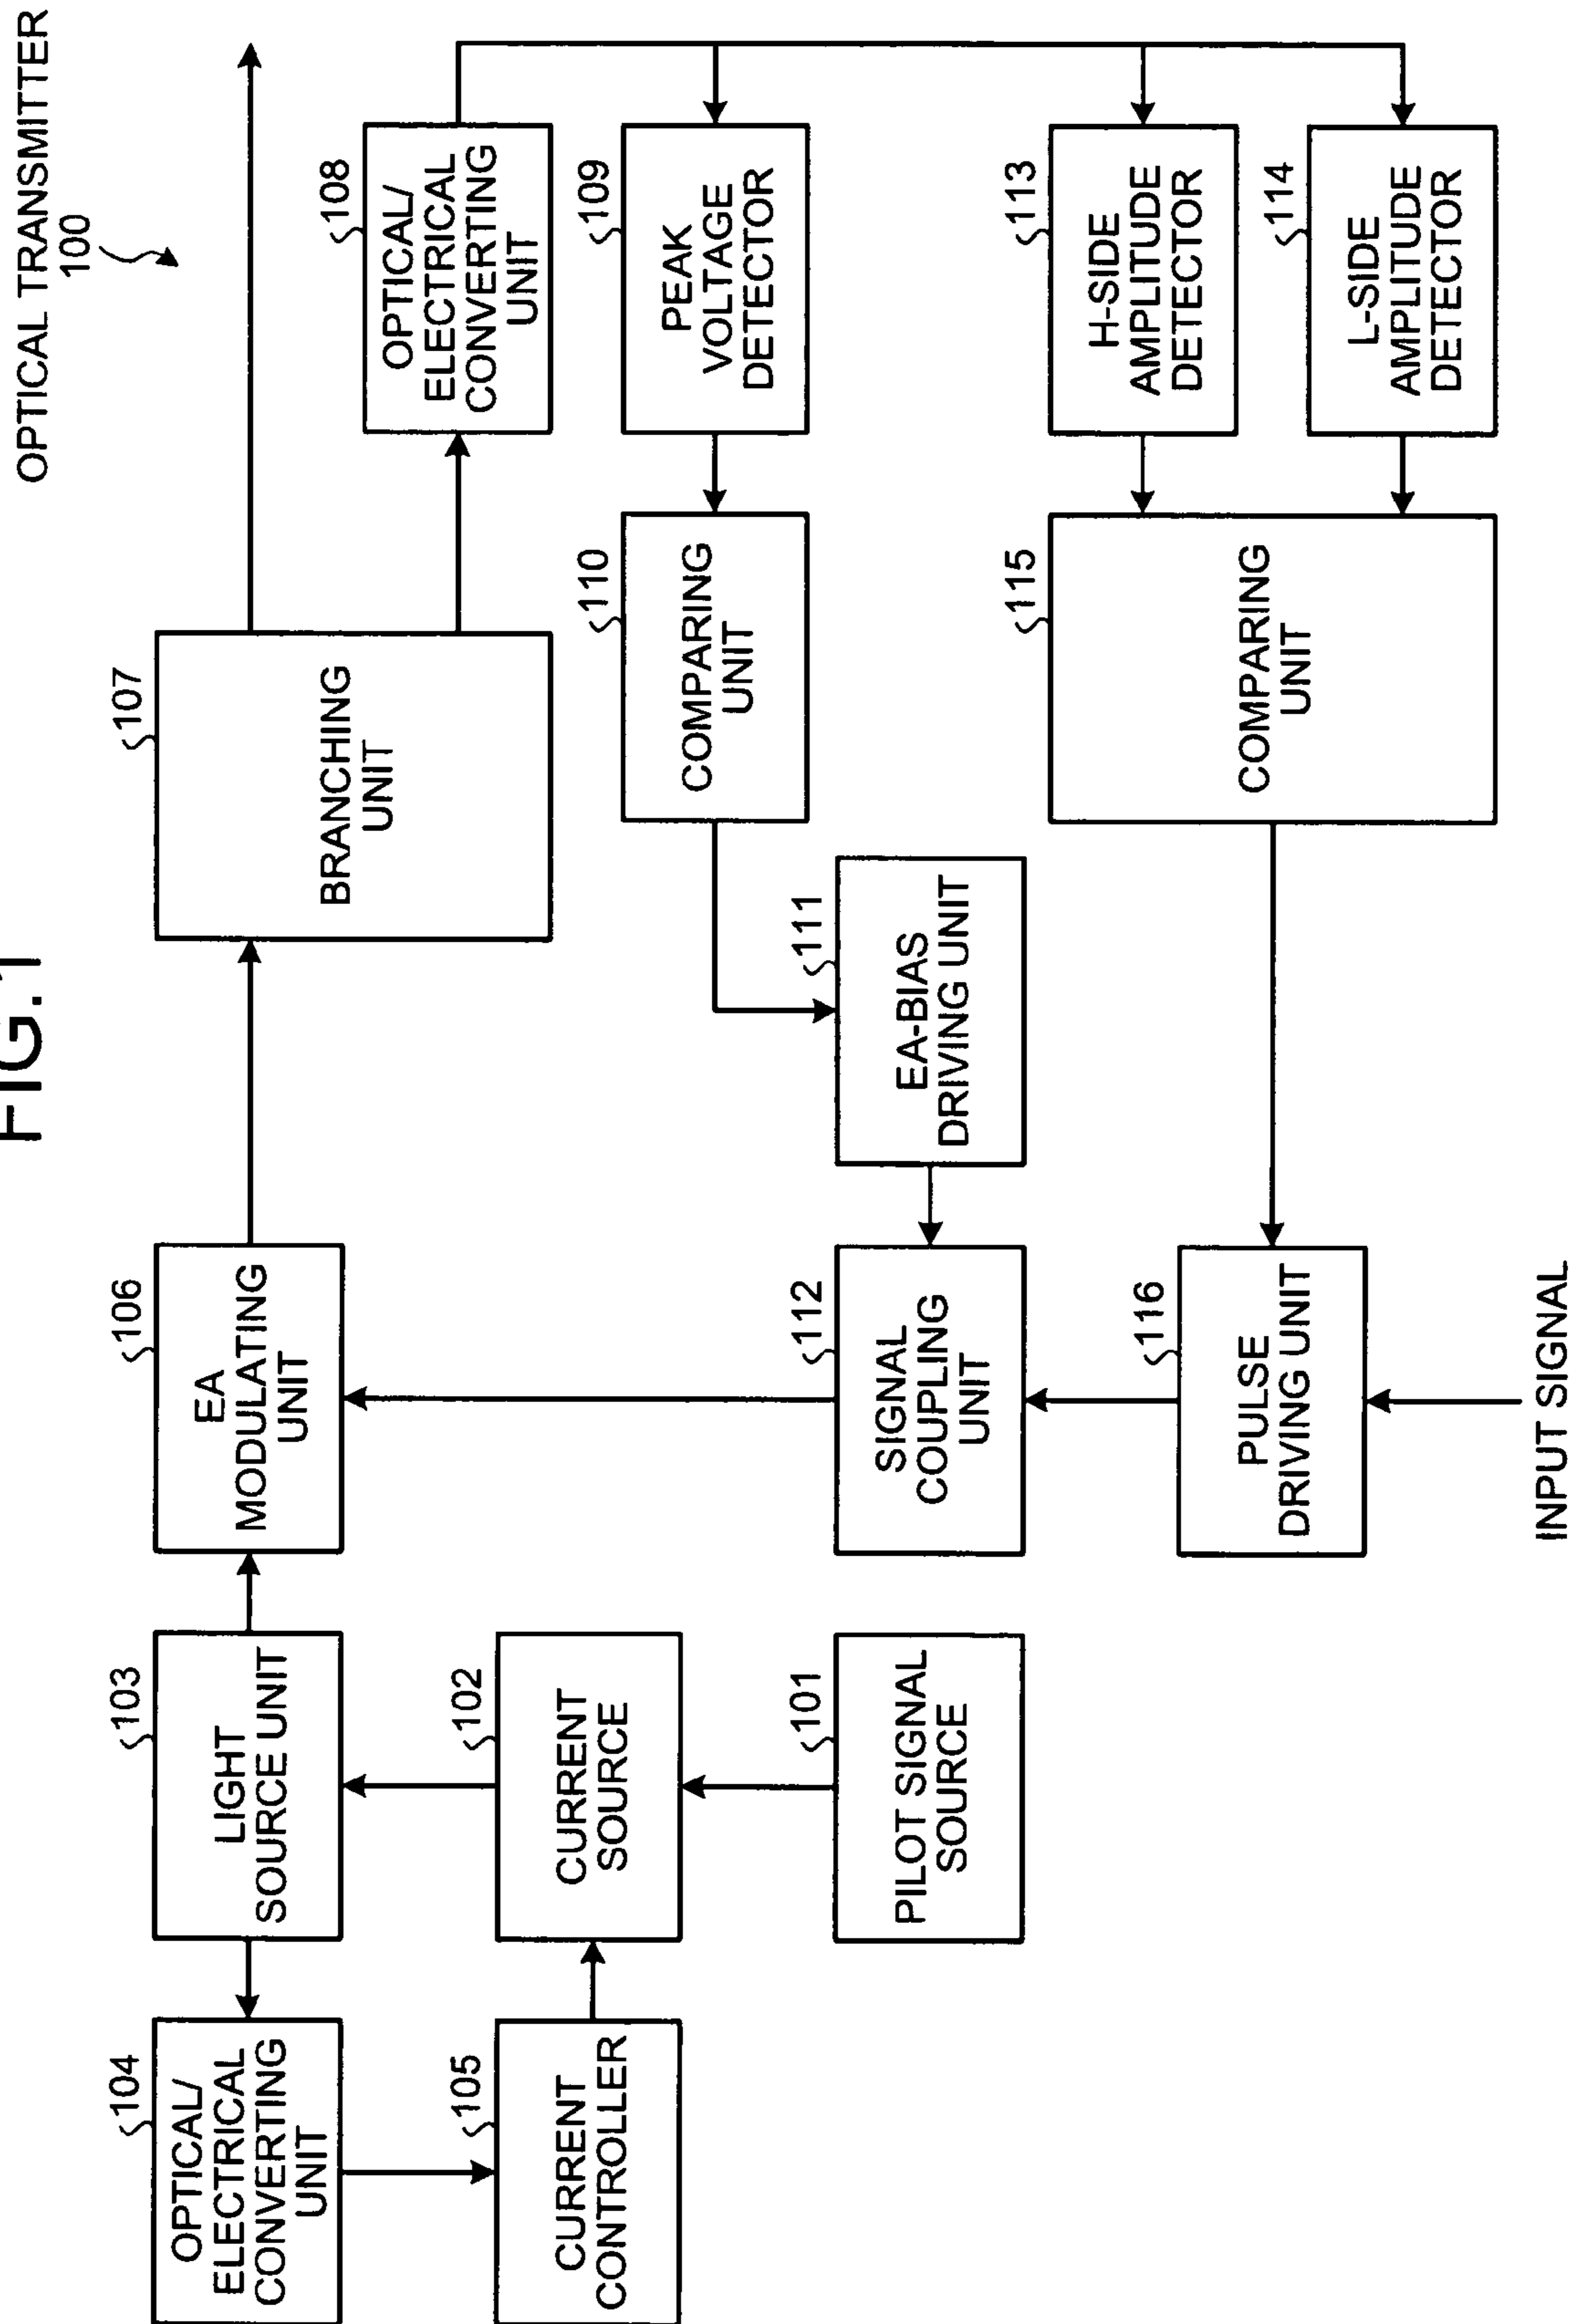 FIG.1
OPTICAL TRANSMITTER
100
104
OPTICAL/
ELECTRICAL
CONVERTING
UNIT
103
LIGHT
SOURCE UNIT
106
EA
MODULATING
UNIT
107
BRANCHING
UNIT
108
OPTICAL/
ELECTRICAL
CONVERTING
UNIT
105
CURRENT
CONTROLLER
102
CURRENT
SOURCE
110
COMPARING
UNIT
109
PEAK
VOLTAGE
DETECTOR
101
PILOT SIGNAL
SOURCE
112
SIGNAL
COUPLING
UNIT
111
EA-BIAS
DRIVING UNIT
116
PULSE
DRIVING UNIT
115
COMPARING
UNIT
113
H-SIDE
AMPLITUDE
DETECTOR
114
L-SIDE
AMPLITUDE
DETECTOR
INPUT SIGNAL